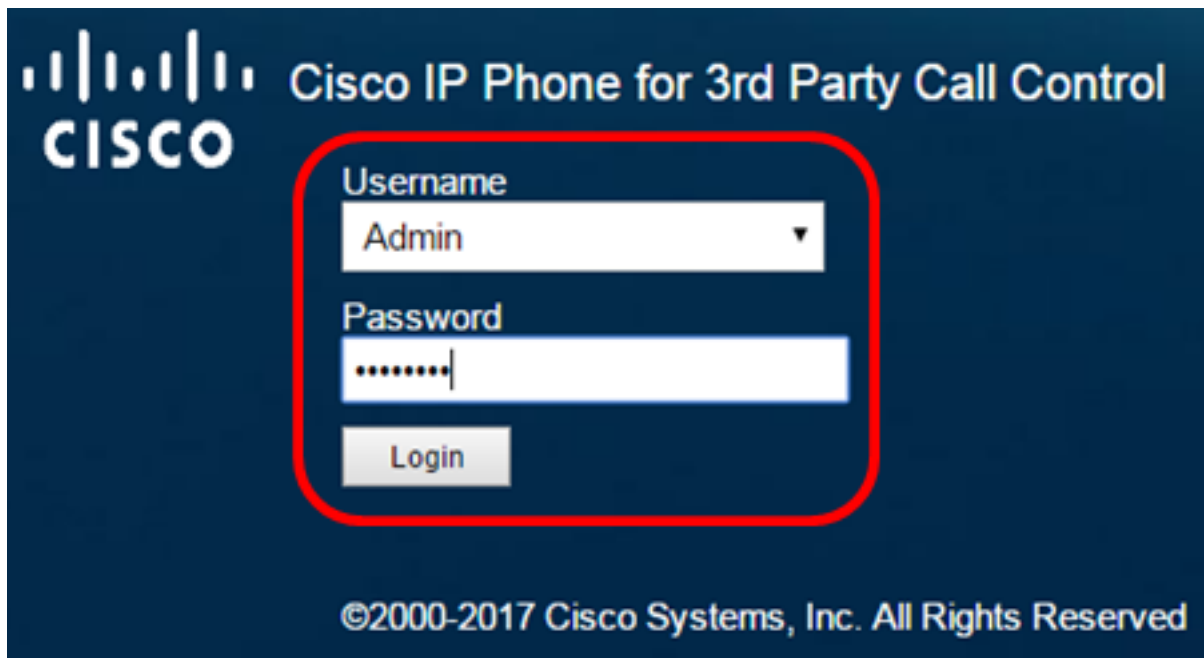 Cisco IP Phone for 3rd Party Call Control
CISCO
Username
Admin
Password
••••••••
Login
©2000-2017 Cisco Systems, Inc. All Rights Reserved